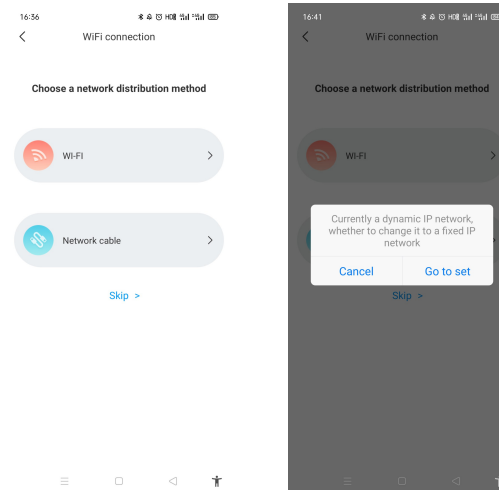 16:36
WiFi connection
Choose a network distribution method
WI-FI
Network cable
Skip >
16:41
WiFi connection
Choose a network distribution method
WI-FI
Currently a dynamic IP network,
whether to change it to a fixed IP
network
Cancel
Go to set
Skip >